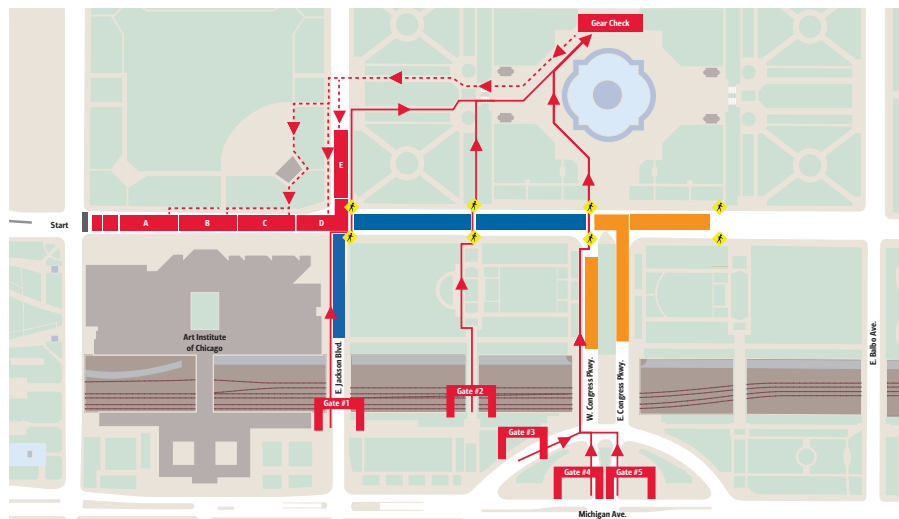 Gear Check
E
Start
A
B
C
D
Art Institute
of Chicago
E. Jackson Blvd.
W. Congress Pkwy.
E.Congress Pkwy.
E. Balbo Ave.
Gate #1
Gate #2
Gate #3
Gate #4
Gate #5
Michigan Ave.